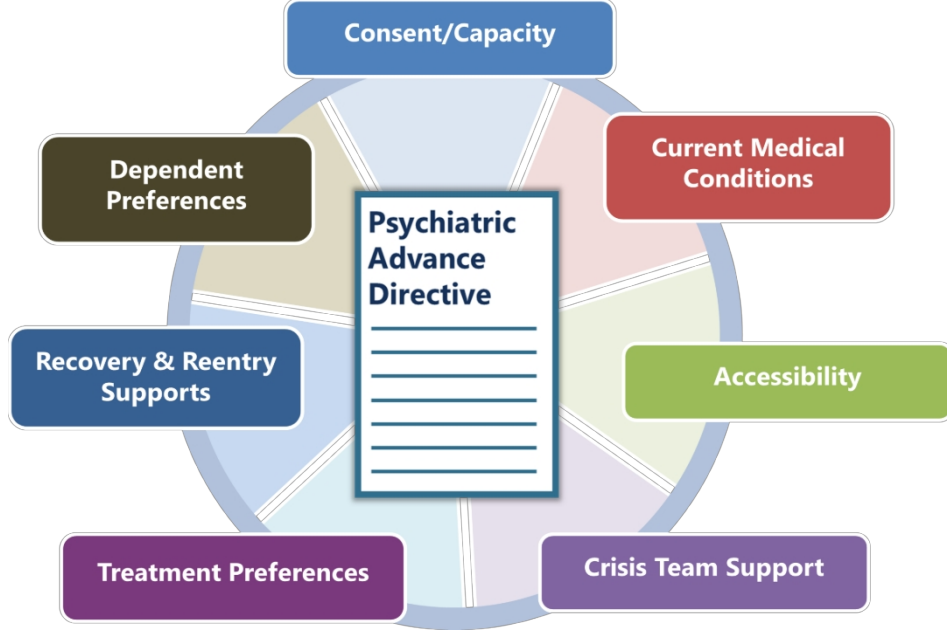 Consent/Capacity
Current Medical
Conditions
Accessibility
Crisis Team Support
Treatment Preferences
Recovery & Reentry
Supports
Dependent
Preferences
Psychiatric
Advance
Directive